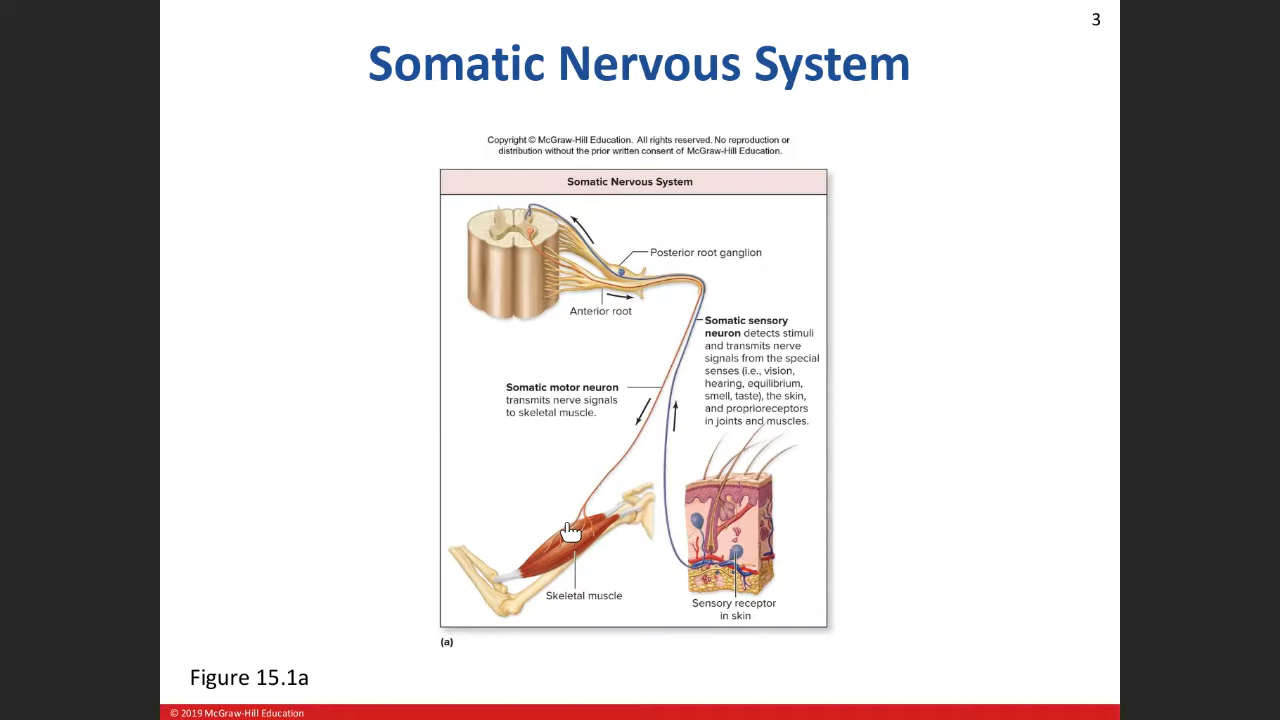 3
Somatic Nervous System
Copyright © McGraw-Hill Education. All rights reserved. No reproduction or
distribution without the prior written consent of McGraw-Hill Education.
Somatic Nervous System
Posterior root ganglion
Anterior root
Somatic sensory
neuron detects stimuli
and transmits nerve
signals from the special
senses (i.e., vision,
hearing, equilibrium,
smell, taste), the skin,
and proprioreceptors
in joints and muscles.
Somatic motor neuron
transmits nerve signals
to skeletal muscle.
Skeletal muscle
Sensory receptor
in skin
(a)
Figure 15.1a
© 2019 McGraw-Hill Education